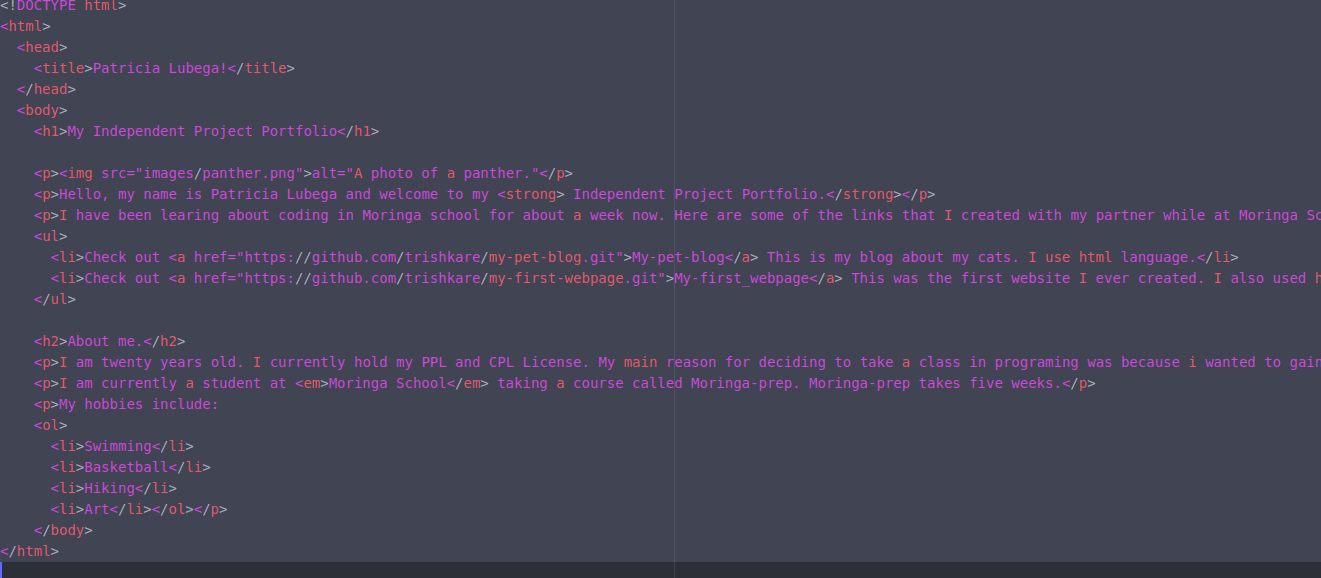 <!DOCTYPE html>
<html>
  <head>
    <title>Patricia Lubega!</title>
  </head>
  <body>
    <h1>My Independent Project Portfolio</h1>

    <p><img src="images/panther.png">alt="A photo of a panther."</p>
    <p>Hello, my name is Patricia Lubega and welcome to my <strong> Independent Project Portfolio.</strong></p>
    <p>I have been learing about coding in Moringa school for about a week now. Here are some of the links that I created with my partner while at Moringa Sc
    <ul>
      <li>Check out <a href="https://github.com/trishkare/my-pet-blog.git">My-pet-blog</a> This is my blog about my cats. I use html language.</li>
      <li>Check out <a href="https://github.com/trishkare/my-first-webpage.git">My-first_webpage</a> This was the first website I ever created. I also used h
    </ul>

    <h2>About me.</h2>
    <p>I am twenty years old. I currently hold my PPL and CPL License. My main reason for deciding to take a class in programing was because i wanted to gain
    <p>I am currently a student at <em>Moringa School</em> taking a course called Moringa-prep. Moringa-prep takes five weeks.</p>
    <p>My hobbies include:
    <ol>
      <li>Swimming</li>
      <li>Basketball</li>
      <li>Hiking</li>
      <li>Art</li></ol></p>
    </body>
</html>